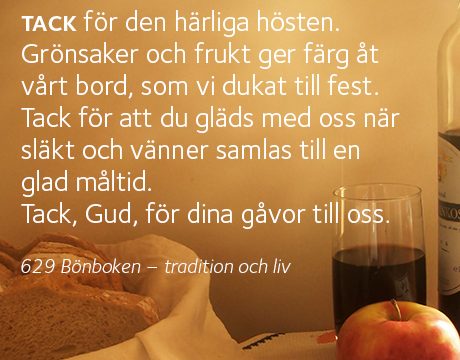 TACK för den härliga hösten.
Grönsaker och frukt ger färg åt
vårt bord, som vi dukat till fest.
Tack för att du gläds med oss när
släkt och vänner samlas till en
glad måltid.
Tack, Gud, för dina gåvor till oss.
629 Bönboken – tradition och liv